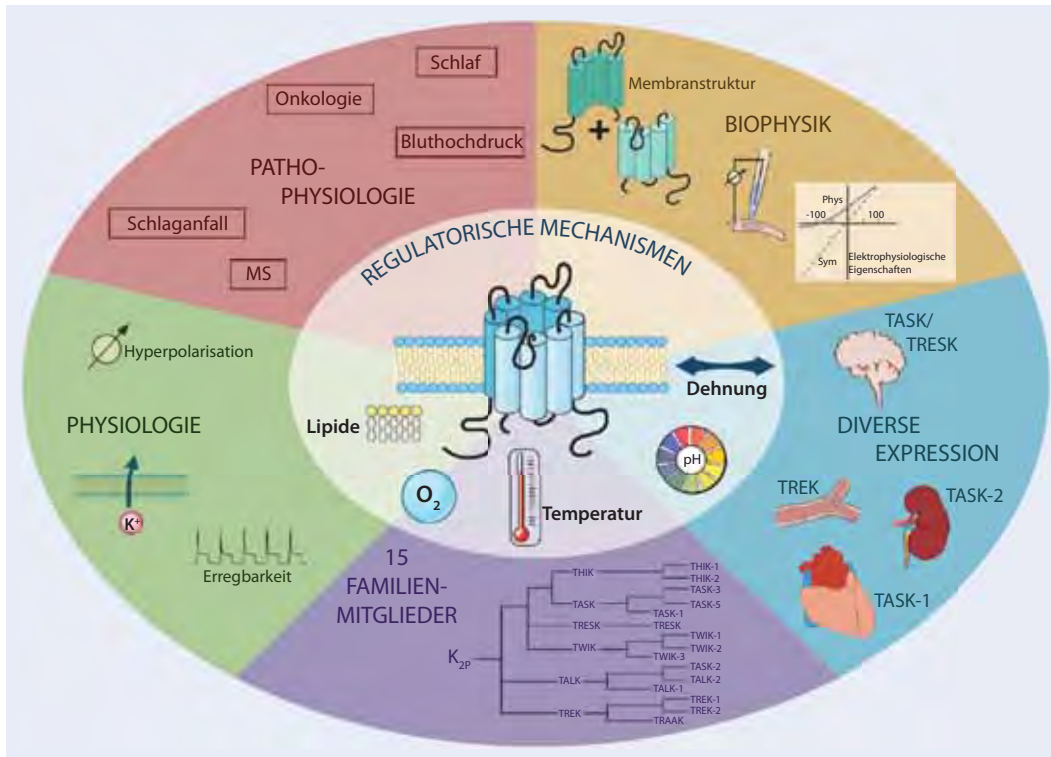 Schlaf
Onkologie
Bluthochdruck
PATHO-
PHYSIOLOGIE
Schlaganfall
MS
Membranstruktur
+
BIOPHYSIK
Phys
-100
100
Sym
Elektrophysiologische
Eigenschaften
REGULATORISCHE MECHANISMEN
Dehnung
Lipide
pH
O2
Temperatur
TASK/
TRESK
DIVERSE
EXPRESSION
TREK
TASK-2
TASK-1
Hyperpolarisation
PHYSIOLOGIE
K+
Erregbarkeit
15
FAMILIEN-
MITGLIEDER
K2P
THIK
THIK-1
THIK-2
TASK
TASK-3
TASK-5
TASK-1
TRESK
TRESK
TWIK
TWIK-1
TWIK-2
TWIK-3
TALK
TASK-2
TALK-2
TALK-1
TREK
TREK-1
TREK-2
TRAAK